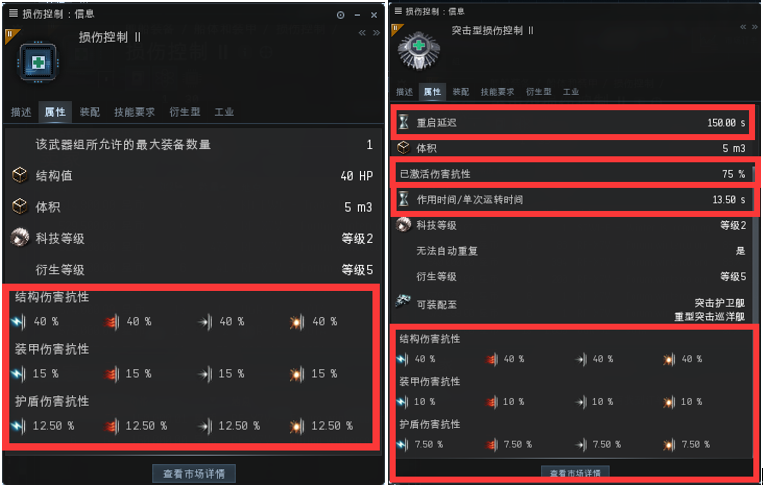 损伤控制：信息
损伤控制 II
描述 属性 装配 技能要求 衍生型 工业
该武器组所允许的最大装备数量 1
结构值 40 HP
体积 5 m3
科技等级 等级2
衍生等级 等级5
结构伤害抗性
40 % 40 % 40 % 40 %
装甲伤害抗性
15 % 15 % 15 % 15 %
护盾伤害抗性
12.50 % 12.50 % 12.50 % 12.50 %
查看市场详情
损伤控制：信息
突击型损伤控制 II
描述 属性 装配 技能要求 衍生型 工业
重启延迟 150.00 s
体积 5 m3
已激活伤害抗性 75 %
作用时间/单次运转时间 13.50 s
科技等级 等级2
无法自动重复 是
衍生等级 等级5
可装配至 突击护卫舰
重型突击巡洋舰
结构伤害抗性
40 % 40 % 40 % 40 %
装甲伤害抗性
10 % 10 % 10 % 10 %
护盾伤害抗性
7.50 % 7.50 % 7.50 % 7.50 %
查看市场详情